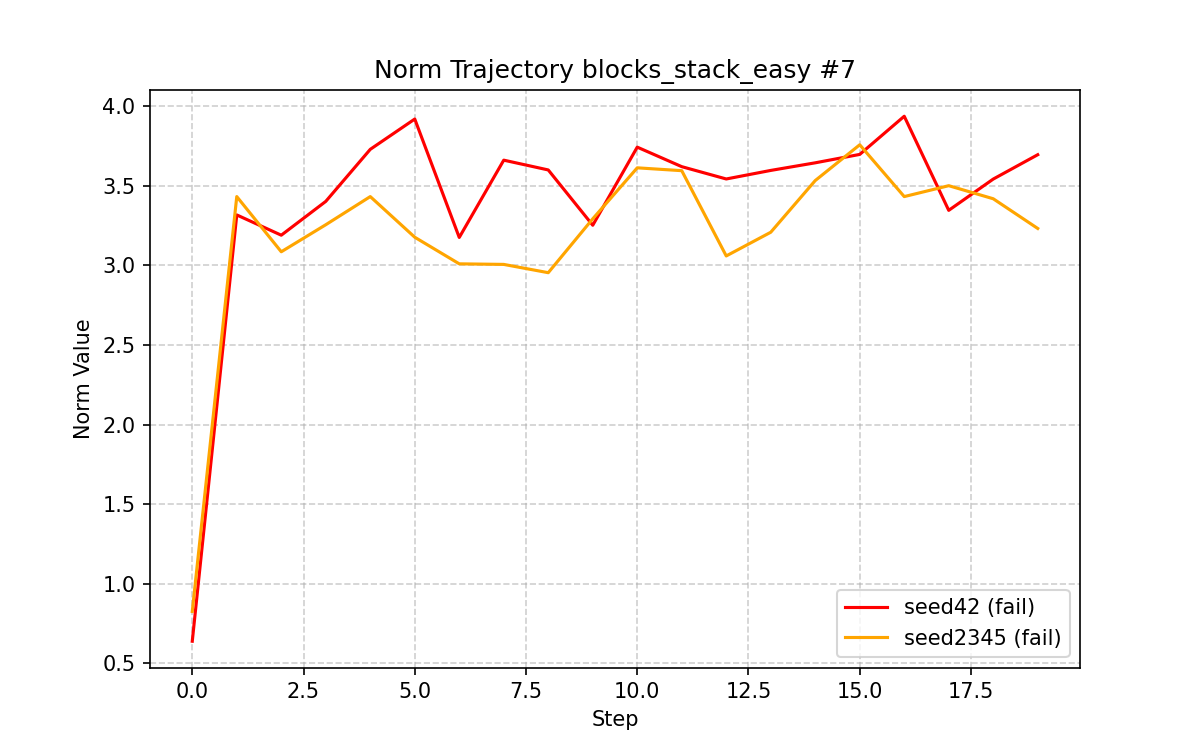 Norm Trajectory blocks_stack_easy #7
Norm Value
4.0
3.5
3.0
2.5
2.0
1.5
1.0
0.5
seed42 (fail)
seed2345 (fail)
0.0 2.5 5.0 7.5 10.0 12.5 15.0 17.5
Step